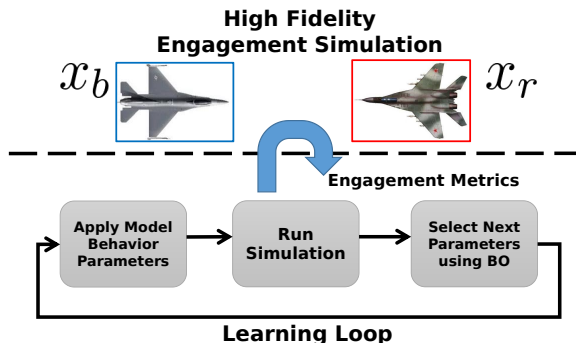 High Fidelity
Engagement Simulation
x_b
x_r
Engagement Metrics
Apply Model
Behavior
Parameters
Run
Simulation
Select Next
Parameters
using BO
Learning Loop